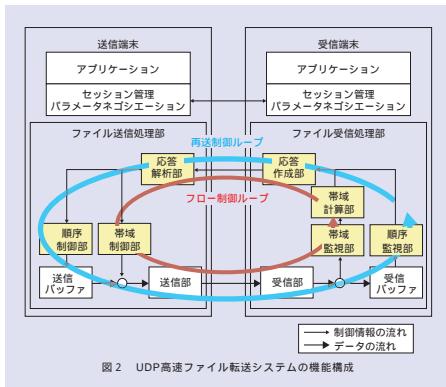 送信端末
受信端末
アプリケーション
アプリケーション
セッション管理
パラメータネゴシエーション
セッション管理
パラメータネゴシエーション
ファイル送信処理部
ファイル受信処理部
再送制御ループ
応答
解析部
応答
作成部
フロー制御ループ
帯域
計算部
順序
制御部
帯域
制御部
帯域
監視部
順序
監視部
送信
バッファ
送信部
受信部
受信
バッファ
制御情報の流れ
データの流れ
図2 UDP高速ファイル転送システムの機能構成